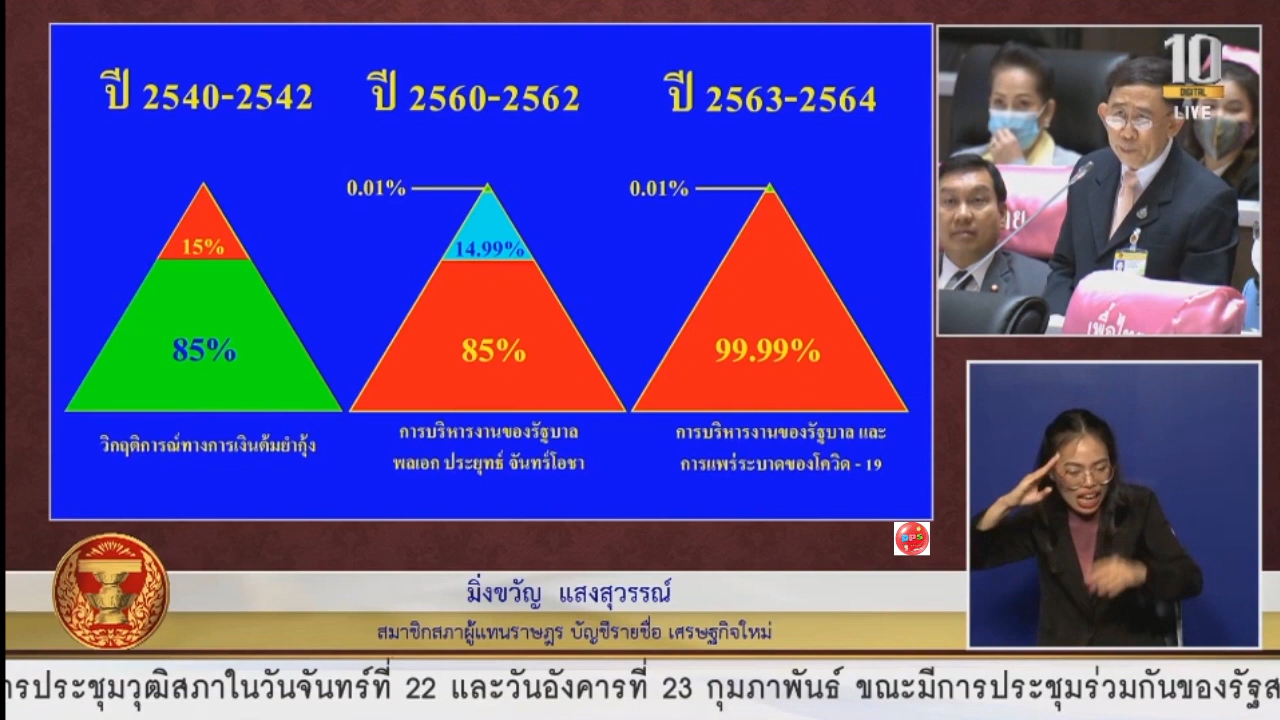 ปี 2540-2542
ปี 2560-2562
ปี 2563-2564
15%
85%
วิกฤติการณ์ทางการเงินต้มยำกุ้ง
0.01%
14.99%
85%
การบริหารงานของรัฐบาล
พลเอก ประยุทธ์ จันทร์โอชา
0.01%
99.99%
การบริหารงานของรัฐบาล และ
การแพร่ระบาดของโควิด - 19
10
DIGITAL
LIVE
เพื่อไทย
DPS
มิ่งขวัญ แสงสุวรรณ์
สมาชิกสภาผู้แทนราษฎร บัญชีรายชื่อ เศรษฐกิจใหม่
ารประชุมวุฒิสภาในวันจันทร์ที่ 22 และวันอังคารที่ 23 กุมภาพันธ์ ขณะมีการประชุมร่วมกันของรัฐส